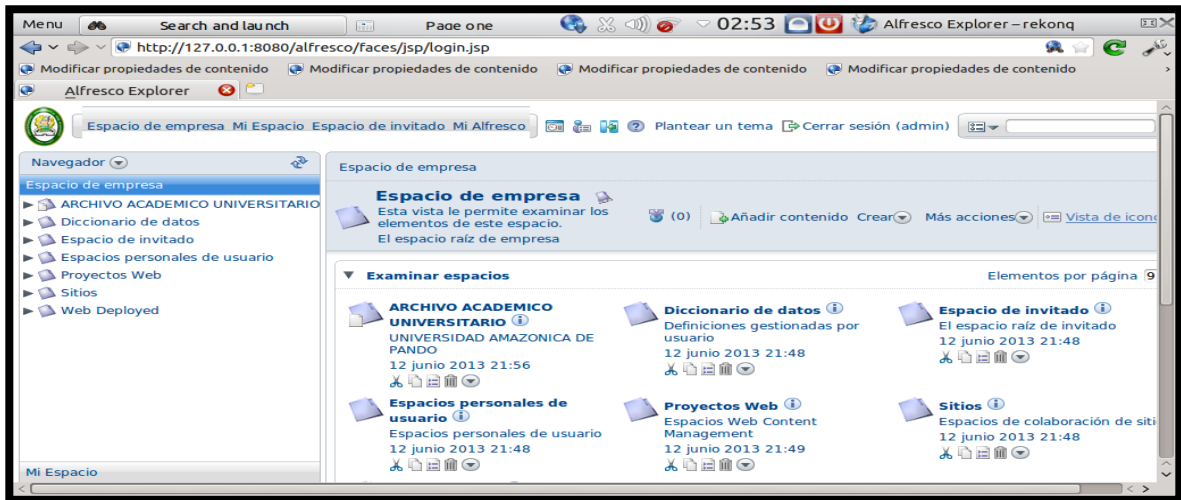 Menu Search and launch Page one 02:53 Alfresco Explorer – rekonq
http://127.0.0.1:8080/alfresco/faces/jsp/login.jsp
Modificar propiedades de contenido Modificar propiedades de contenido Modificar propiedades de contenido Modificar propiedades de contenido
Alfresco Explorer
Espacio de empresa Mi Espacio Espacio de invitado Mi Alfresco Plantear un tema Cerrar sesión (admin)
Navegador
Espacio de empresa
ARCHIVO ACADEMICO UNIVERSITARIO
Diccionario de datos
Espacio de invitado
Espacios personales de usuario
Proyectos Web
Sitios
Web Deployed
Mi Espacio
Espacio de empresa
Espacio de empresa
Esta vista le permite examinar los
elementos de este espacio.
El espacio raíz de empresa
(0) Añadir contenido Crear Más acciones Vista de icono
Examinar espacios Elementos por página 9
ARCHIVO ACADEMICO
UNIVERSITARIO
UNIVERSIDAD AMAZONICA DE
PANDO
12 junio 2013 21:56
Diccionario de datos
Definiciones gestionadas por
usuario
12 junio 2013 21:48
Espacio de invitado
El espacio raíz de invitado
12 junio 2013 21:48
Espacios personales de
usuario
Espacios personales de usuario
12 junio 2013 21:48
Proyectos Web
Espacios Web Content
Management
12 junio 2013 21:49
Sitios
Espacios de colaboración de siti
12 junio 2013 21:48